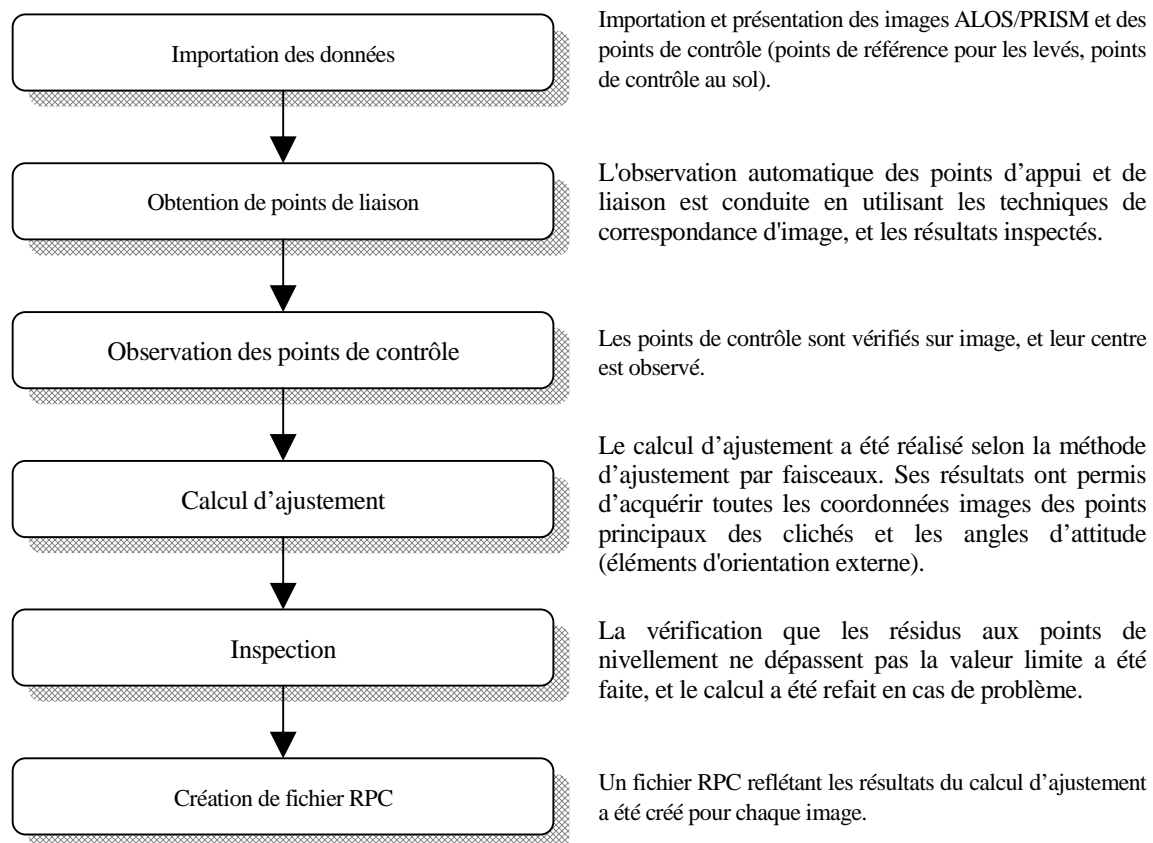 Importation des données
Importation et présentation des images ALOS/PRISM et des
points de contrôle (points de référence pour les levés, points
de contrôle au sol).
Obtention de points de liaison
L'observation automatique des points d’appui et de
liaison est conduite en utilisant les techniques de
correspondance d'image, et les résultats inspectés.
Observation des points de contrôle
Les points de contrôle sont vérifiés sur image, et leur centre
est observé.
Calcul d’ajustement
Le calcul d’ajustement a été réalisé selon la méthode
d’ajustement par faisceaux. Ses résultats ont permis
d’acquérir toutes les coordonnées images des points
principaux des clichés et les angles d’attitude
(éléments d'orientation externe).
Inspection
La vérification que les résidus aux points de
nivellement ne dépassent pas la valeur limite a été
faite, et le calcul a été refait en cas de problème.
Création de fichier RPC
Un fichier RPC reflétant les résultats du calcul d’ajustement
a été créé pour chaque image.